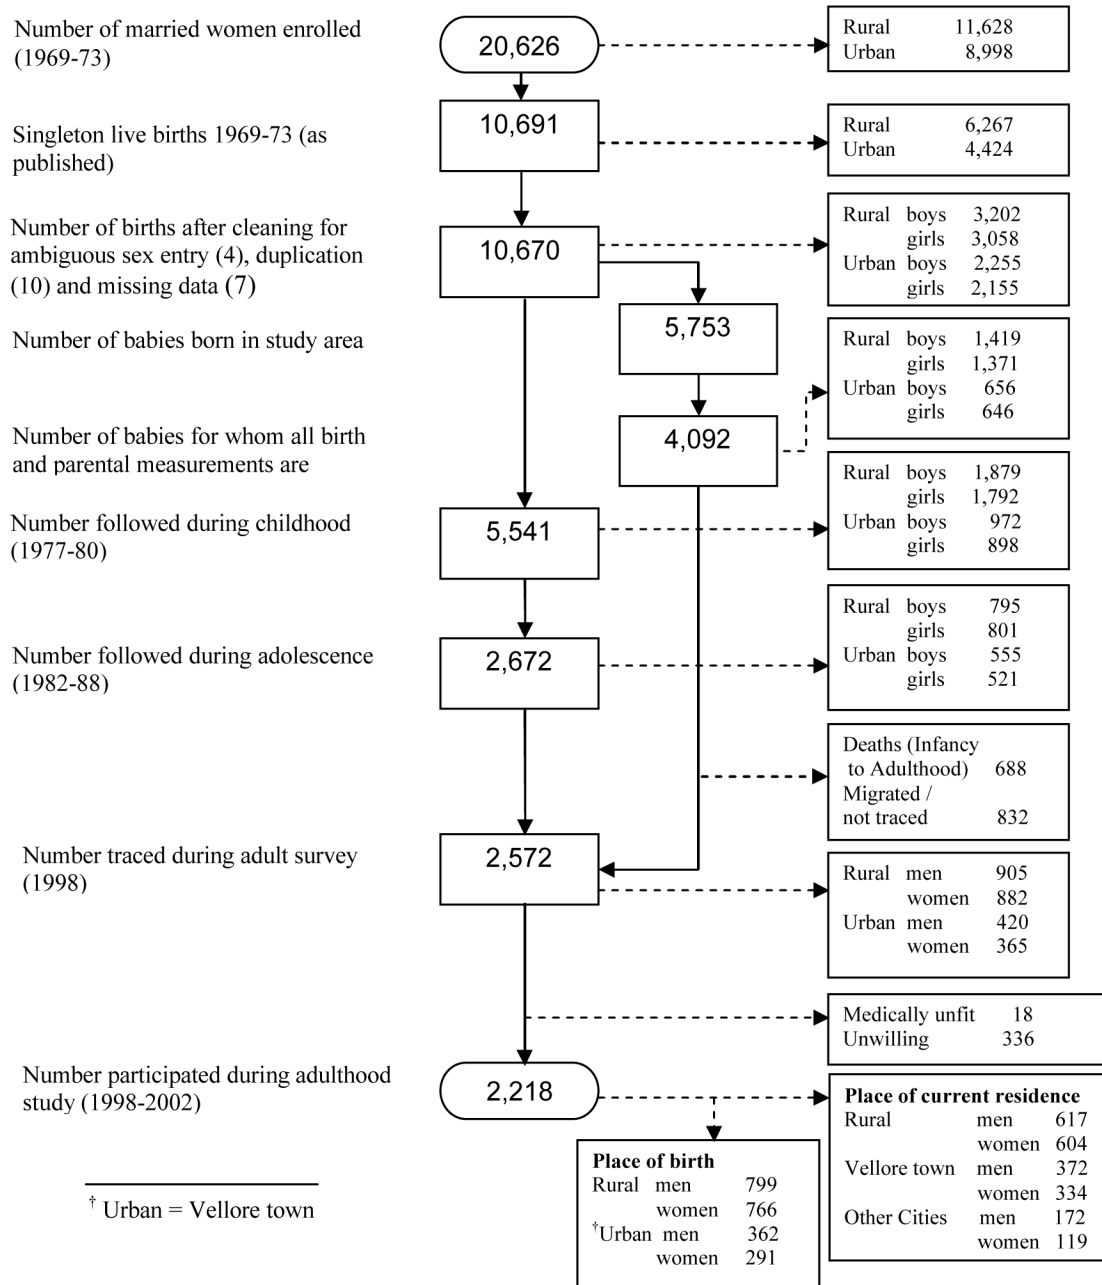 Number of married women enrolled
(1969-73)
20,626
Rural 11,628
Urban 8,998
Singleton live births 1969-73 (as
published)
10,691
Rural 6,267
Urban 4,424
Number of births after cleaning for
ambiguous sex entry (4), duplication
(10) and missing data (7)
10,670
Rural boys 3,202
girls 3,058
Urban boys 2,255
girls 2,155
Number of babies born in study area
5,753
Number of babies for whom all birth
and parental measurements are
4,092
Rural boys 1,419
girls 1,371
Urban boys 656
girls 646
Number followed during childhood
(1977-80)
5,541
Rural boys 1,879
girls 1,792
Urban boys 972
girls 898
Number followed during adolescence
(1982-88)
2,672
Rural boys 795
girls 801
Urban boys 555
girls 521
Deaths (Infancy
to Adulthood) 688
Migrated /
not traced 832
Number traced during adult survey
(1998)
2,572
Rural men 905
women 882
Urban men 420
women 365
Medically unfit 18
Unwilling 336
Number participated during adulthood
study (1998-2002)
2,218
Place of current residence
Rural men 617
women 604
Vellore town men 372
women 334
Other Cities men 172
women 119
Place of birth
Rural men 799
women 766
†Urban men 362
women 291
† Urban = Vellore town